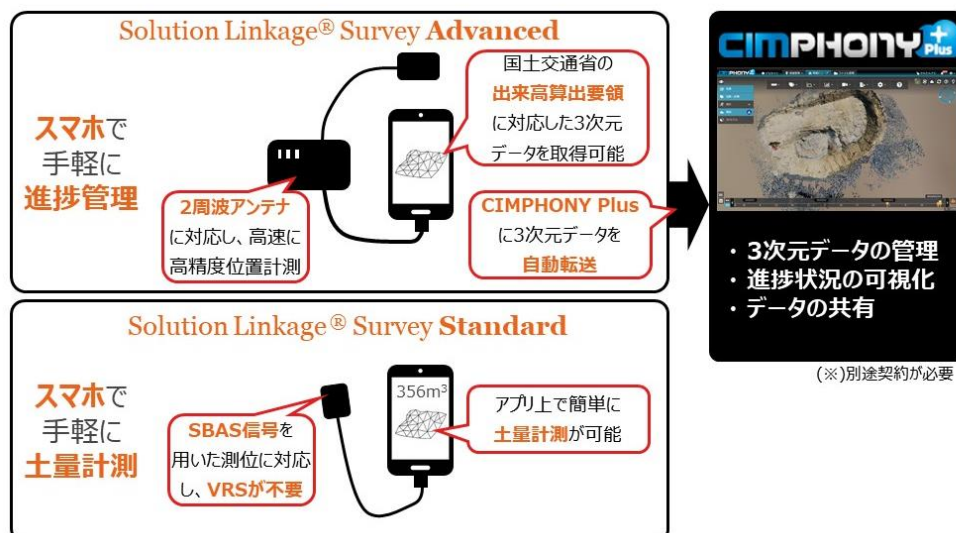 Solution Linkage® Survey Advanced
スマホで
手軽に
進捗管理
国土交通省の
出来高算出要領
に対応した3次元
データを取得可能
2周波アンテナ
に対応し、高速に
高精度位置計測
CIMPHONY Plus
に3次元データを
自動転送
CIMPHONY Plus
・3次元データの管理
・進捗状況の可視化
・データの共有
(※)別途契約が必要
Solution Linkage® Survey Standard
スマホで
手軽に
土量計測
SBAS信号を
用いた測位に対応
し、VRSが不要
356m³
アプリ上で簡単に
土量計測が可能